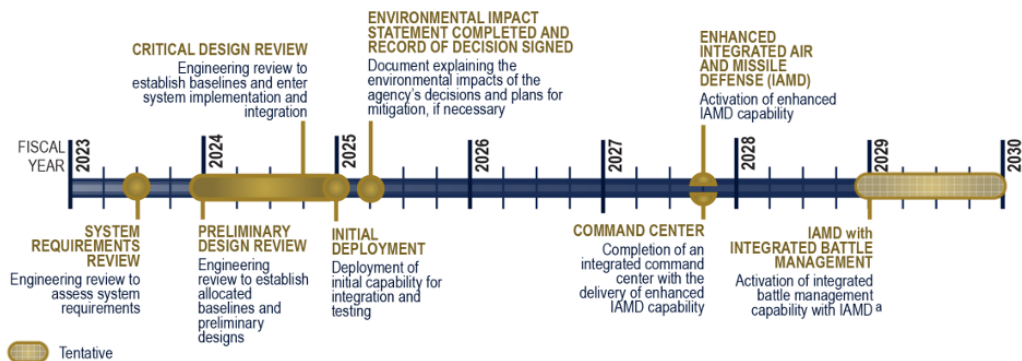 CRITICAL DESIGN REVIEW
Engineering review to
establish baselines and enter
system implementation and
integration
ENVIRONMENTAL IMPACT
STATEMENT COMPLETED AND
RECORD OF DECISION SIGNED
Document explaining the
environmental impacts of the
agency's decisions and plans for
mitigation, if necessary
ENHANCED
INTEGRATED AIR
AND MISSILE
DEFENSE (IAMD)
Activation of enhanced
IAMD capability
FISCAL
YEAR
2023
2024
2025
2026
2027
2028
2029
2030
SYSTEM
REQUIREMENTS
REVIEW
Engineering review to
assess system
requirements
PRELIMINARY
DESIGN REVIEW
Engineering
review to establish
allocated
baselines and
preliminary
designs
INITIAL
DEPLOYMENT
Deployment of
initial capability for
integration and
testing
COMMAND CENTER
Completion of an
integrated command
center with the
delivery of enhanced
IAMD capability
IAMD with
INTEGRATED BATTLE
MANAGEMENT
Activation of integrated
battle management
capability with IAMD a
Tentative